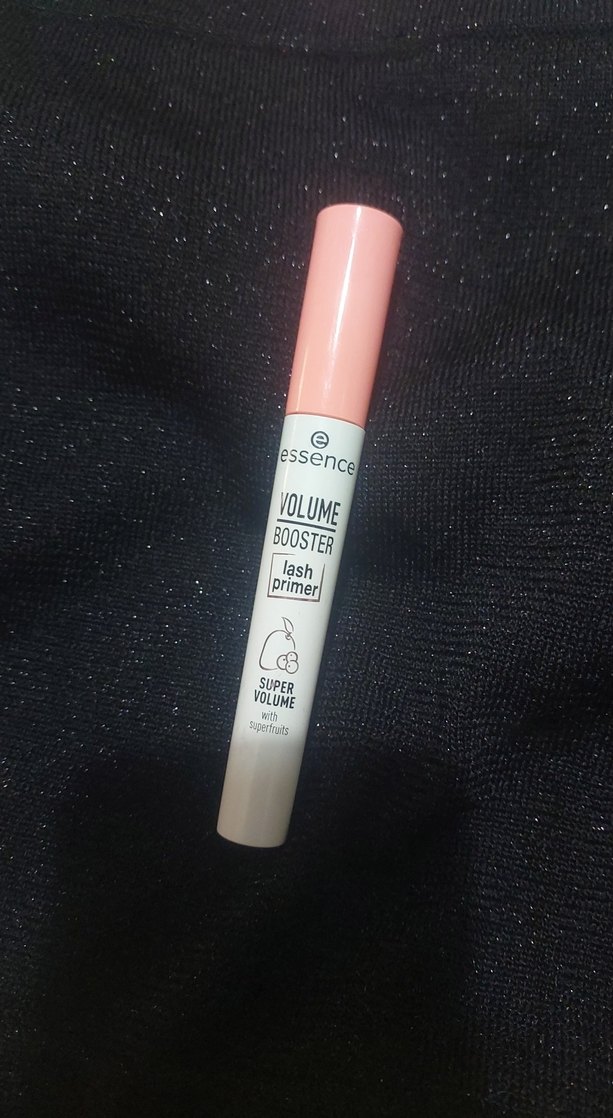 e
essence
VOLUME
BOOSTER
lash
primer
SUPER
VOLUME
with
superfruits